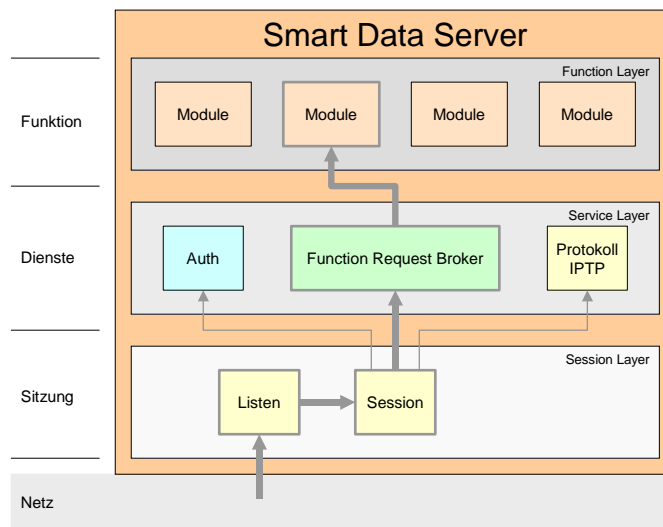 Smart Data Server
Function Layer
Funktion
Module
Module
Module
Module
Service Layer
Dienste
Auth
Function Request Broker
Protokoll
IPTP
Session Layer
Sitzung
Listen
Session
Netz